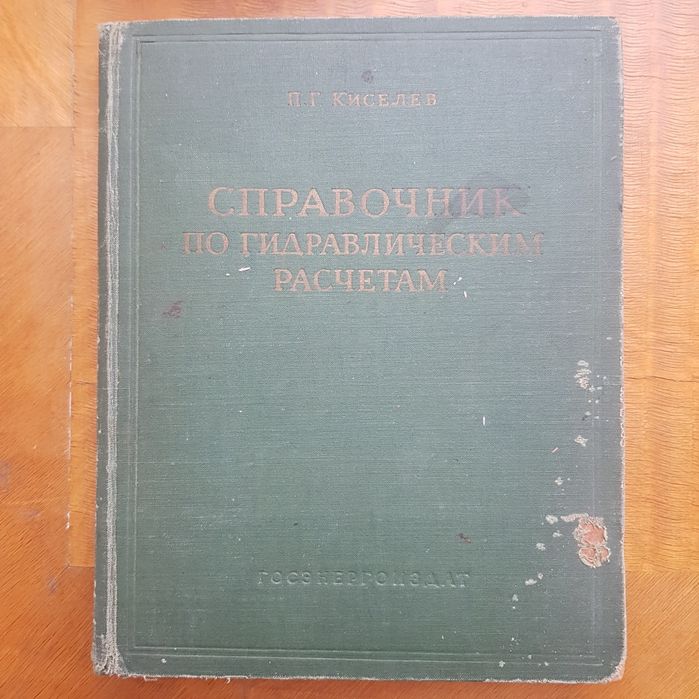 П. Г. Киселев
СПРАВОЧНИК
ПО ГИДРАВЛИЧЕСКИМ
РАСЧЕТАМ
ГОСЭНЕРГОИЗДАТ